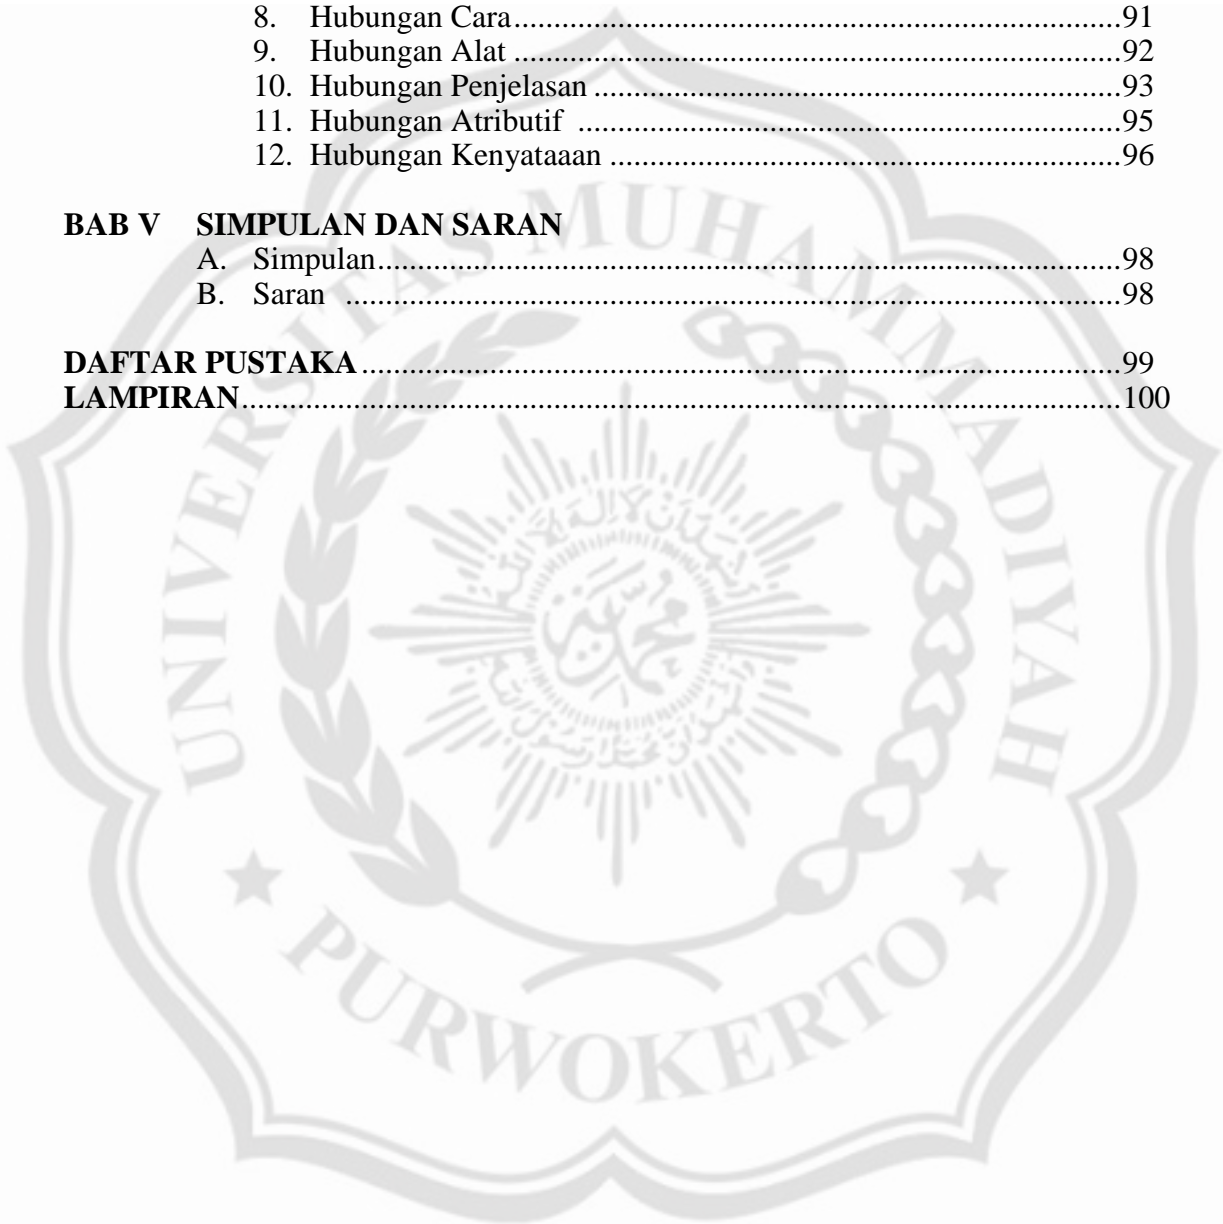 8. Hubungan Cara............................................................................91
9. Hubungan Alat ............................................................................92
10. Hubungan Penjelasan ..................................................................93
11. Hubungan Atributif ....................................................................95
12. Hubungan Kenyataaan ................................................................96
BAB V SIMPULAN DAN SARAN
A. Simpulan.............................................................................................98
B. Saran .................................................................................................98
DAFTAR PUSTAKA...............................................................................................99
LAMPIRAN..............................................................................................................100
UNIVERSITAS MUHAMMADIYAH
PURWOKERTO